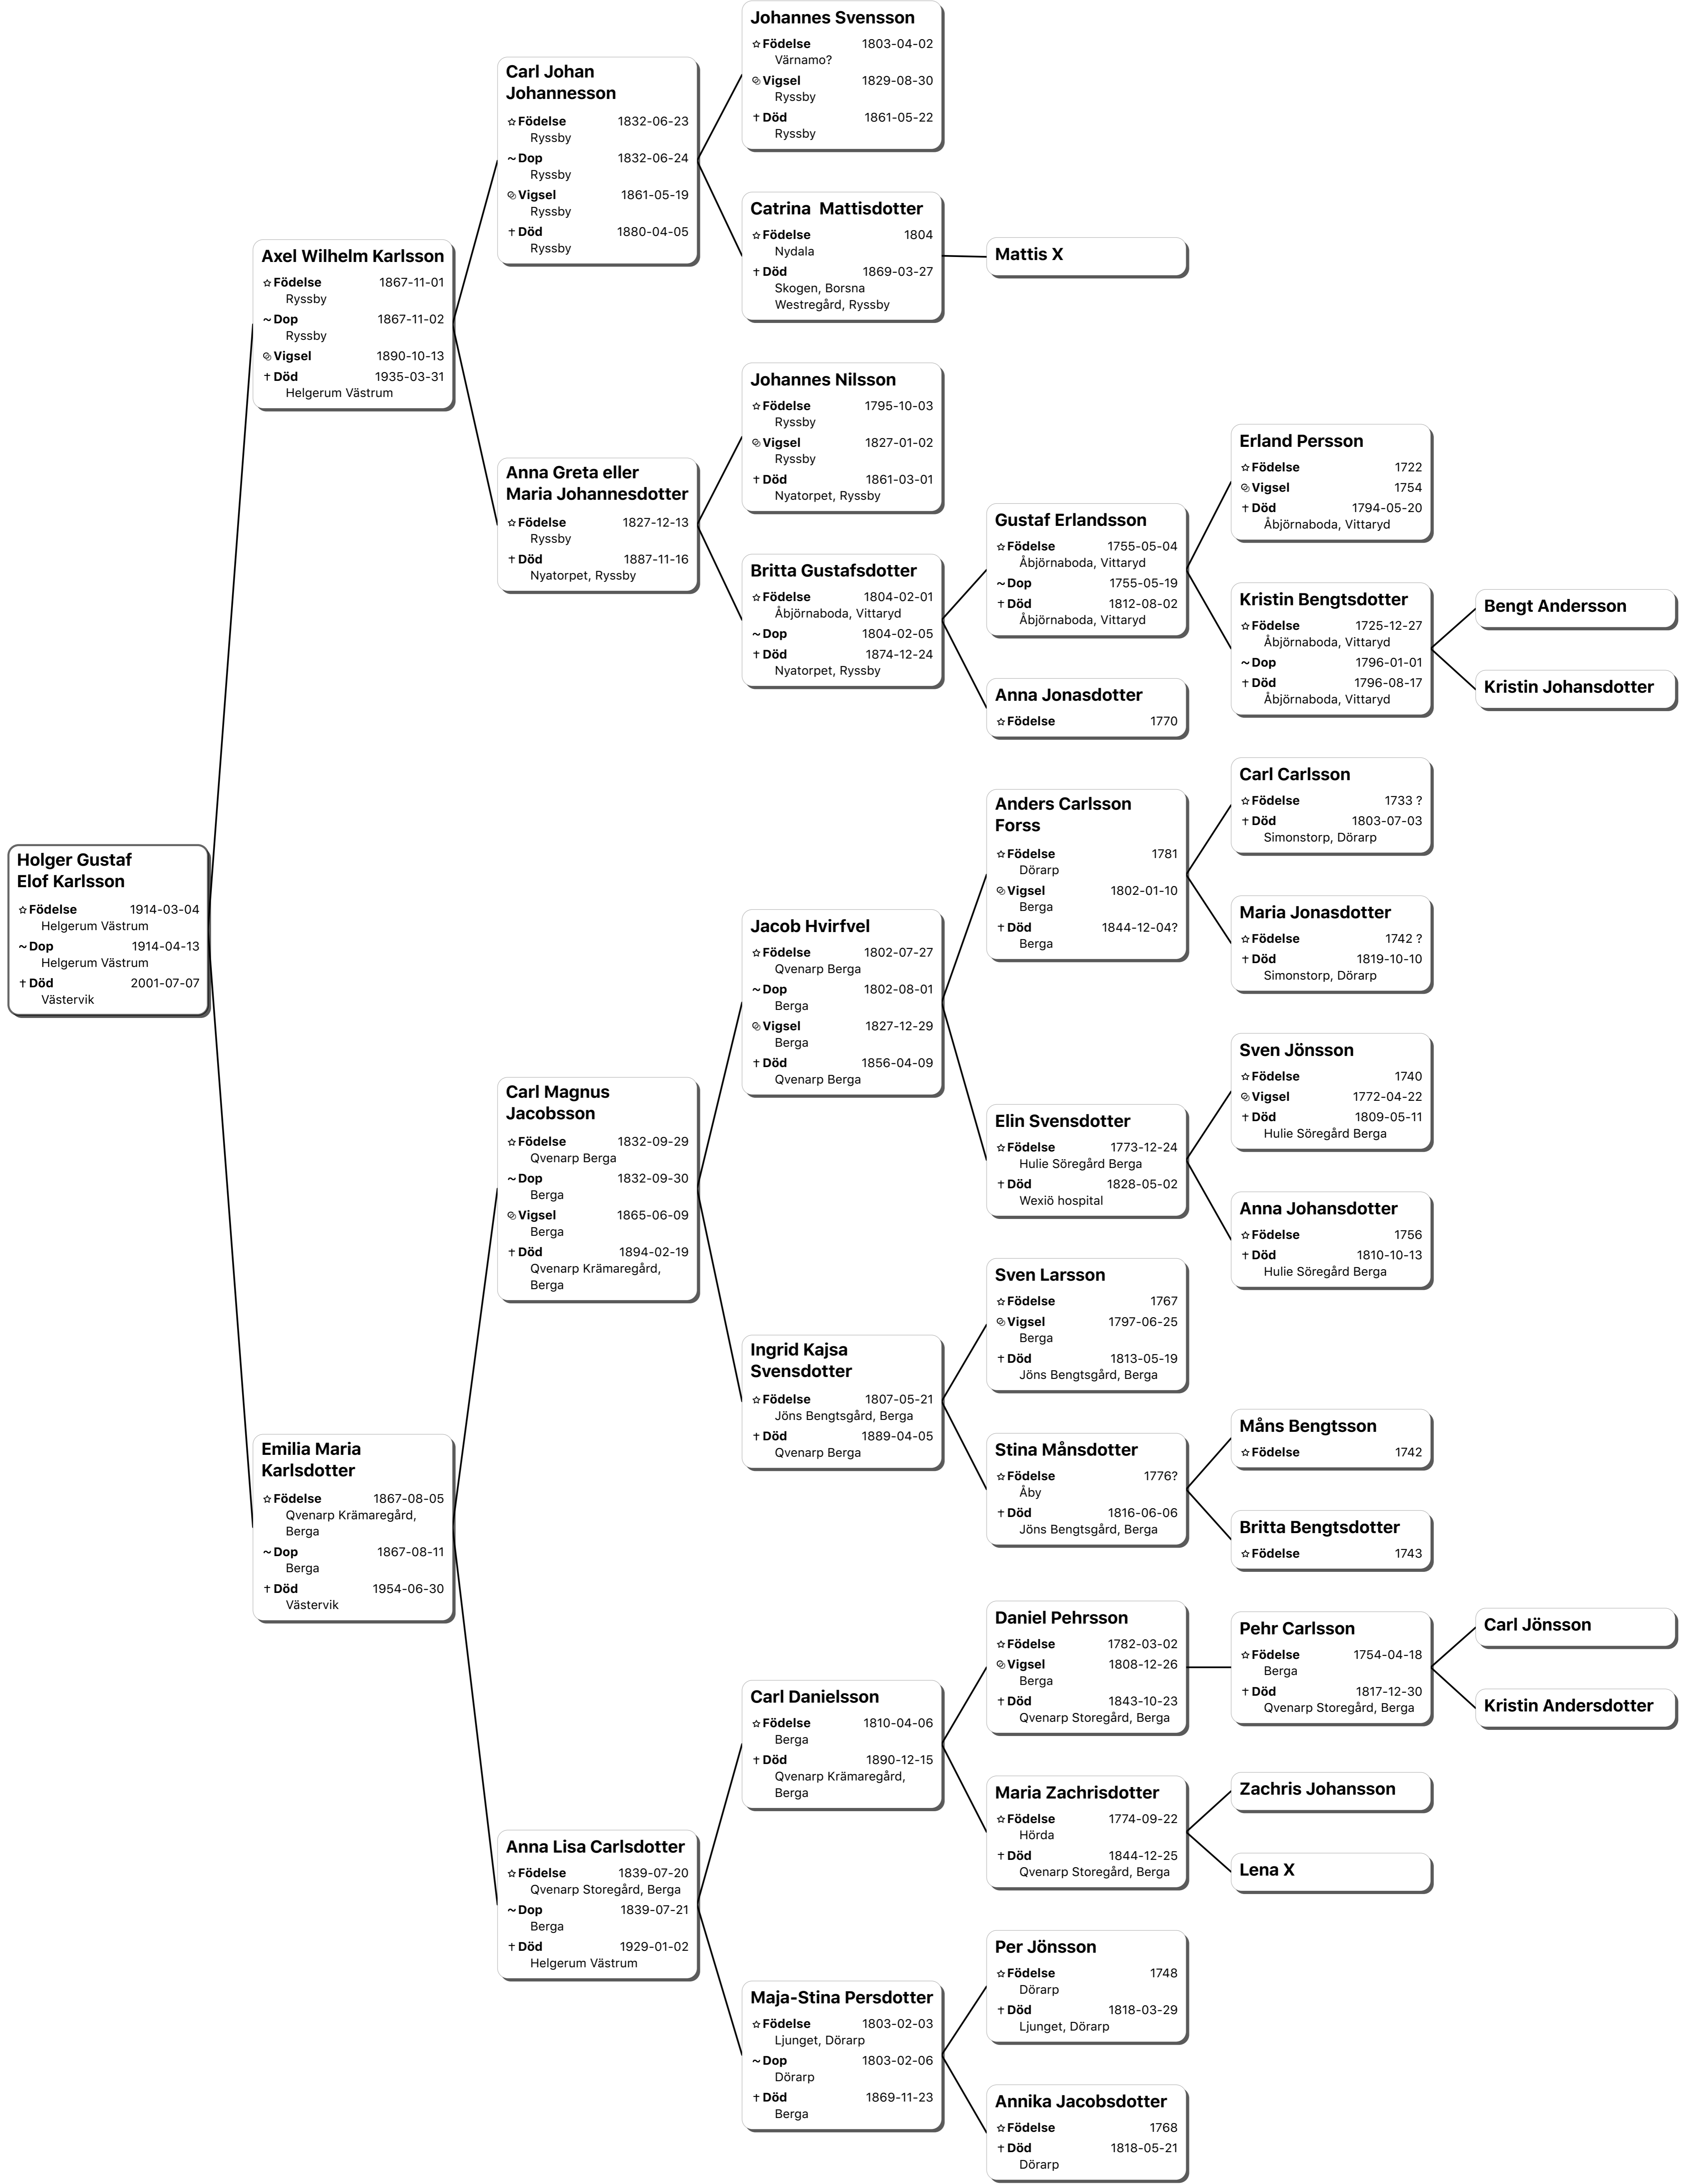 Holger Gustaf
Elof Karlsson
☆Födelse 1914-03-04
Helgerum Västrum
~Dop 1914-04-13
Helgerum Västrum
†Död 2001-07-07
Västervik
Axel Wilhelm Karlsson
☆Födelse 1867-11-01
Ryssby
~Dop 1867-11-02
Ryssby
⚭Vigsel 1890-10-13
†Död 1935-03-31
Helgerum Västrum
Emilia Maria
Karlsdotter
☆Födelse 1867-08-05
Qvenarp Krämaregård,
Berga
~Dop 1867-08-11
Berga
†Död 1954-06-30
Västervik
Carl Johan
Johannesson
☆Födelse 1832-06-23
Ryssby
~Dop 1832-06-24
Ryssby
⚭Vigsel 1861-05-19
Ryssby
†Död 1880-04-05
Ryssby
Anna Greta eller
Maria Johannesdotter
☆Födelse 1827-12-13
Ryssby
†Död 1887-11-16
Nyatorpet, Ryssby
Carl Magnus
Jacobsson
☆Födelse 1832-09-29
Qvenarp Berga
~Dop 1832-09-30
Berga
⚭Vigsel 1865-06-09
Berga
†Död 1894-02-19
Qvenarp Krämaregård,
Berga
Anna Lisa Carlsdotter
☆Födelse 1839-07-20
Qvenarp Storegård, Berga
~Dop 1839-07-21
Berga
†Död 1929-01-02
Helgerum Västrum
Johannes Svensson
☆Födelse 1803-04-02
Värnamo?
⚭Vigsel 1829-08-30
Ryssby
†Död 1861-05-22
Ryssby
Catrina Mattisdotter
☆Födelse 1804
Nydala
†Död 1869-03-27
Skogen, Borsna
Westregård, Ryssby
Johannes Nilsson
☆Födelse 1795-10-03
Ryssby
⚭Vigsel 1827-01-02
Ryssby
†Död 1861-03-01
Nyatorpet, Ryssby
Britta Gustafsdotter
☆Födelse 1804-02-01
Åbjörnaboda, Vittaryd
~Dop 1804-02-05
†Död 1874-12-24
Nyatorpet, Ryssby
Jacob Hvirfvel
☆Födelse 1802-07-27
Qvenarp Berga
~Dop 1802-08-01
Berga
⚭Vigsel 1827-12-29
Berga
†Död 1856-04-09
Qvenarp Berga
Ingrid Kajsa
Svensdotter
☆Födelse 1807-05-21
Jöns Bengtsgård, Berga
†Död 1889-04-05
Qvenarp Berga
Carl Danielsson
☆Födelse 1810-04-06
Berga
†Död 1890-12-15
Qvenarp Krämaregård,
Berga
Maja-Stina Persdotter
☆Födelse 1803-02-03
Ljunget, Dörarp
~Dop 1803-02-06
Dörarp
†Död 1869-11-23
Berga
Mattis X
Gustaf Erlandsson
☆Födelse 1755-05-04
Åbjörnaboda, Vittaryd
~Dop 1755-05-19
†Död 1812-08-02
Åbjörnaboda, Vittaryd
Anna Jonasdotter
☆Födelse 1770
Anders Carlsson
Forss
☆Födelse 1781
Dörarp
⚭Vigsel 1802-01-10
Berga
†Död 1844-12-04?
Berga
Elin Svensdotter
☆Födelse 1773-12-24
Hulie Söregård Berga
†Död 1828-05-02
Wexiö hospital
Sven Larsson
☆Födelse 1767
⚭Vigsel 1797-06-25
Berga
†Död 1813-05-19
Jöns Bengtsgård, Berga
Stina Månsdotter
☆Födelse 1776?
Åby
†Död 1816-06-06
Jöns Bengtsgård, Berga
Daniel Pehrsson
☆Födelse 1782-03-02
⚭Vigsel 1808-12-26
Berga
†Död 1843-10-23
Qvenarp Storegård, Berga
Maria Zachrisdotter
☆Födelse 1774-09-22
Hörda
†Död 1844-12-25
Qvenarp Storegård, Berga
Per Jönsson
☆Födelse 1748
Dörarp
†Död 1818-03-29
Ljunget, Dörarp
Annika Jacobsdotter
☆Födelse 1768
†Död 1818-05-21
Dörarp
Erland Persson
☆Födelse 1722
⚭Vigsel 1754
†Död 1794-05-20
Åbjörnaboda, Vittaryd
Kristin Bengtsdotter
☆Födelse 1725-12-27
Åbjörnaboda, Vittaryd
~Dop 1796-01-01
†Död 1796-08-17
Åbjörnaboda, Vittaryd
Carl Carlsson
☆Födelse 1733 ?
†Död 1803-07-03
Simonstorp, Dörarp
Maria Jonasdotter
☆Födelse 1742 ?
†Död 1819-10-10
Simonstorp, Dörarp
Sven Jönsson
☆Födelse 1740
⚭Vigsel 1772-04-22
†Död 1809-05-11
Hulie Söregård Berga
Anna Johansdotter
☆Födelse 1756
†Död 1810-10-13
Hulie Söregård Berga
Måns Bengtsson
☆Födelse 1742
Britta Bengtsdotter
☆Födelse 1743
Pehr Carlsson
☆Födelse 1754-04-18
Berga
†Död 1817-12-30
Qvenarp Storegård, Berga
Zachris Johansson
Lena X
Bengt Andersson
Kristin Johansdotter
Carl Jönsson
Kristin Andersdotter